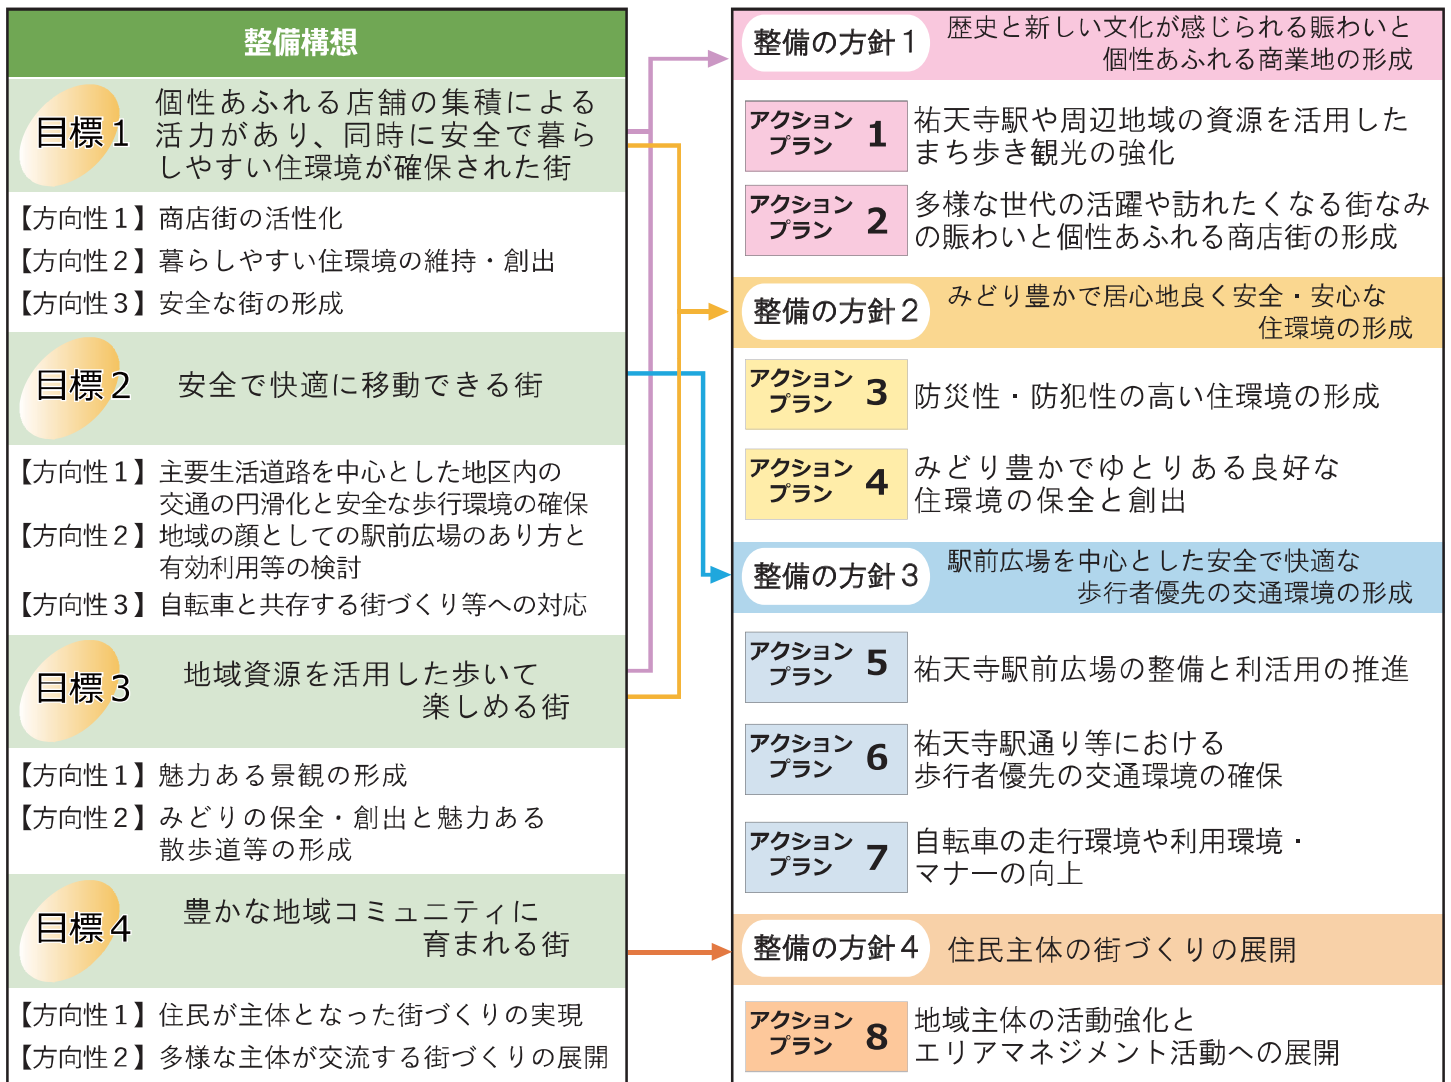 整備構想
目標1
個性あふれる店舗の集積による
活力があり、同時に安全で暮ら
しやすい住環境が確保された街
【方向性1】商店街の活性化
【方向性2】暮らしやすい住環境の維持・創出
【方向性3】安全な街の形成
目標2
安全で快適に移動できる街
【方向性1】主要生活道路を中心とした地区内の
交通の円滑化と安全な歩行環境の確保
【方向性2】地域の顔としての駅前広場のあり方と
有効利用等の検討
【方向性3】自転車と共存する街づくり等への対応
目標3
地域資源を活用した歩いて
楽しめる街
【方向性1】魅力ある景観の形成
【方向性2】みどりの保全・創出と魅力ある
散歩道等の形成
目標4
豊かな地域コミュニティに
育まれる街
【方向性1】住民が主体となった街づくりの実現
【方向性2】多様な主体が交流する街づくりの展開
整備の方針1
歴史と新しい文化が感じられる賑わいと
個性あふれる商業地の形成
アクション
プラン 1
祐天寺駅や周辺地域の資源を活用した
まち歩き観光の強化
アクション
プラン 2
多様な世代の活躍や訪れたくなる街なみ
の賑わいと個性あふれる商店街の形成
整備の方針2
みどり豊かで居心地良く安全・安心な
住環境の形成
アクション
プラン 3
防災性・防犯性の高い住環境の形成
アクション
プラン 4
みどり豊かでゆとりある良好な
住環境の保全と創出
整備の方針3
駅前広場を中心とした安全で快適な
歩行者優先の交通環境の形成
アクション
プラン 5
祐天寺駅前広場の整備と利活用の推進
アクション
プラン 6
祐天寺駅通り等における
歩行者優先の交通環境の確保
アクション
プラン 7
自転車の走行環境や利用環境・
マナーの向上
整備の方針4
住民主体の街づくりの展開
アクション
プラン 8
地域主体の活動強化と
エリアマネジメント活動への展開